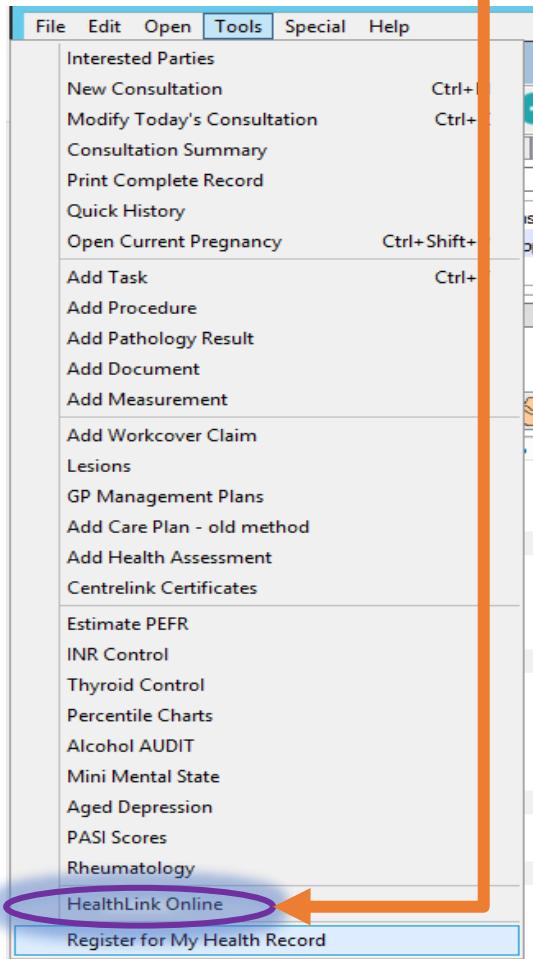 File Edit Open Tools Special Help
Interested Parties
New Consultation
Modify Today's Consultation
Consultation Summary
Print Complete Record
Quick History
Open Current Pregnancy Ctrl+Shift+
Add Task
Add Procedure
Add Pathology Result
Add Document
Add Measurement
Add Workcover Claim
Lesions
GP Management Plans
Add Care Plan - old method
Add Health Assessment
Centrelink Certificates
Estimate PEFR
INR Control
Thyroid Control
Percentile Charts
Alcohol AUDIT
Mini Mental State
Aged Depression
PASI Scores
Rheumatology
HealthLink Online
Register for My Health Record